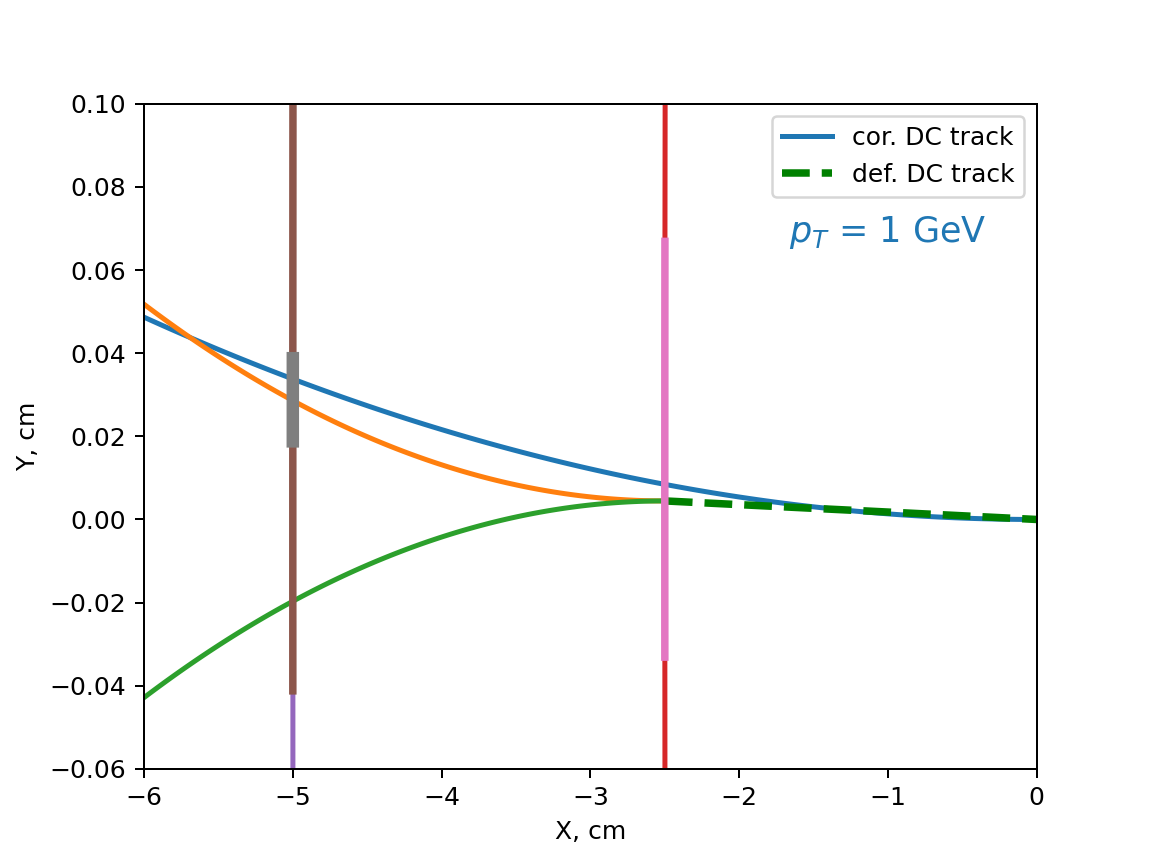 0.10
0.08
0.06
0.04
0.02
0.00
−0.02
−0.04
−0.06
Y, cm
cor. DC track
def. DC track
p_T = 1 GeV
−6 −5 −4 −3 −2 −1 0
X, cm